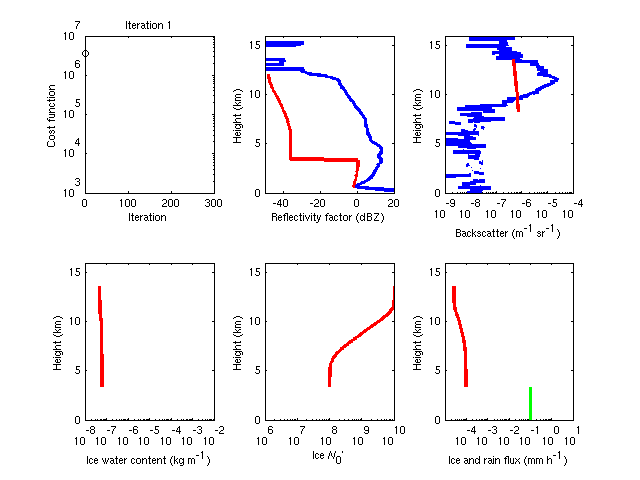 Iteration 1
10 7
10 6
10 5
10 4
10 3
Cost function
0 100 200 300
Iteration
15
10
5
0
Height (km)
-40 -20 0 20
Reflectivity factor (dBZ)
15
10
5
0
Height (km)
10 -9 10 -8 10 -7 10 -6 10 -5 10 -4
Backscatter (m-1 sr-1)
15
10
5
0
Height (km)
10 -8 10 -7 10 -6 10 -5 10 -4 10 -3 10 -2
Ice water content (kg m-1)
15
10
5
0
Height (km)
10 6 10 8 10 10
Ice N0'
15
10
5
0
Height (km)
10 -4 10 -3 10 -2 10 -1 10 0 10 1
Ice and rain flux (mm h-1)